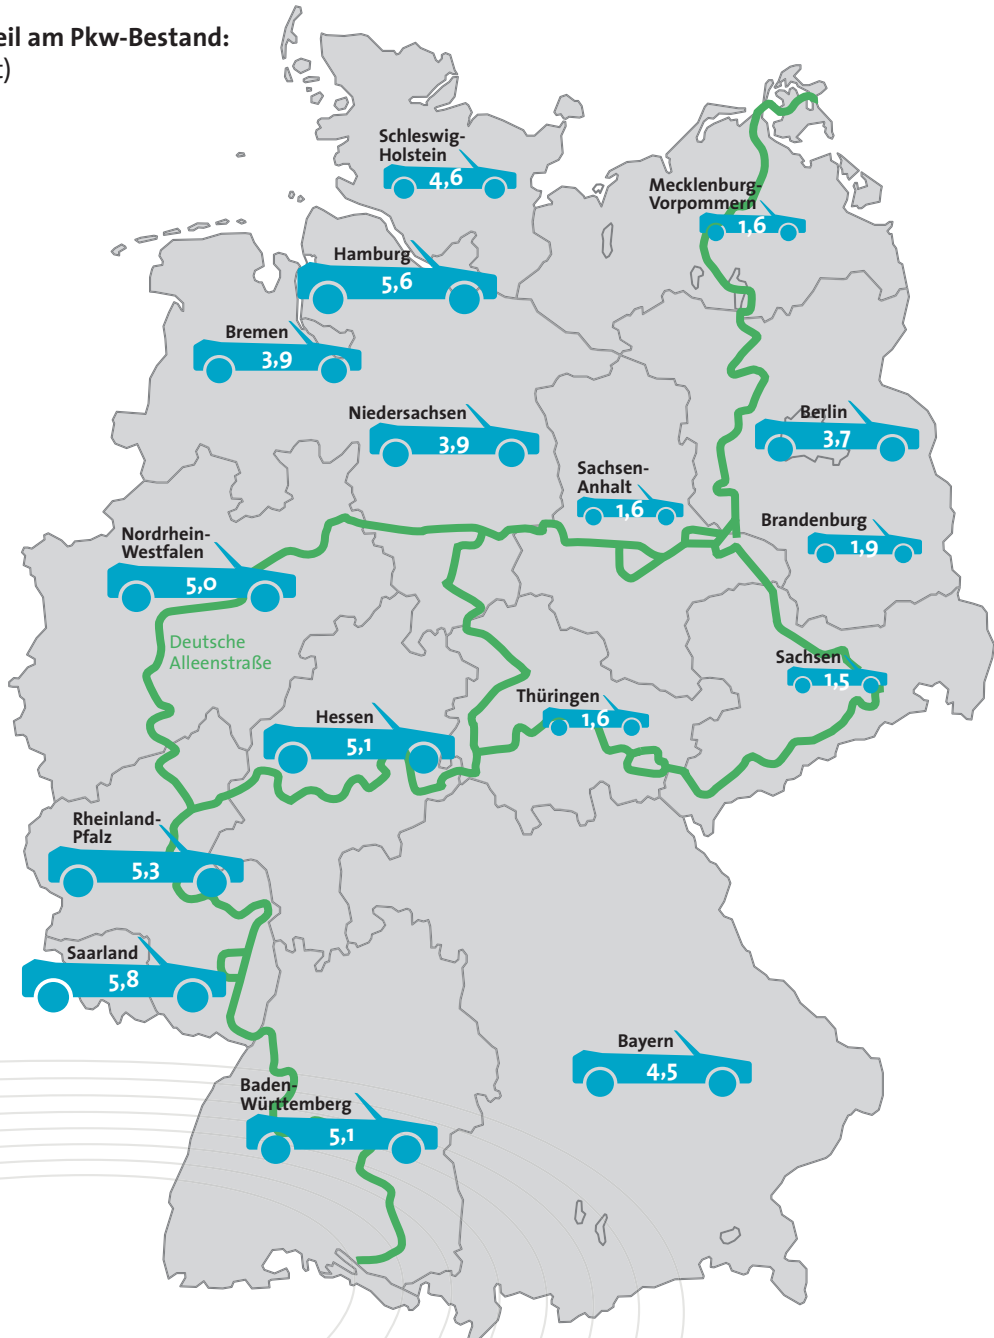 eil am Pkw-Bestand:
t)
Schleswig-
Holstein
4,6
Mecklenburg-
Vorpommern
1,6
Hamburg
5,6
Bremen
3,9
Niedersachsen
3,9
Berlin
3,7
Sachsen-
Anhalt
1,6
Brandenburg
1,9
Nordrhein-
Westfalen
5,0
Deutsche
Alleenstraße
Sachsen
1,5
Thüringen
1,6
Hessen
5,1
Rheinland-
Pfalz
5,3
Saarland
5,8
Bayern
4,5
Baden-
Württemberg
5,1